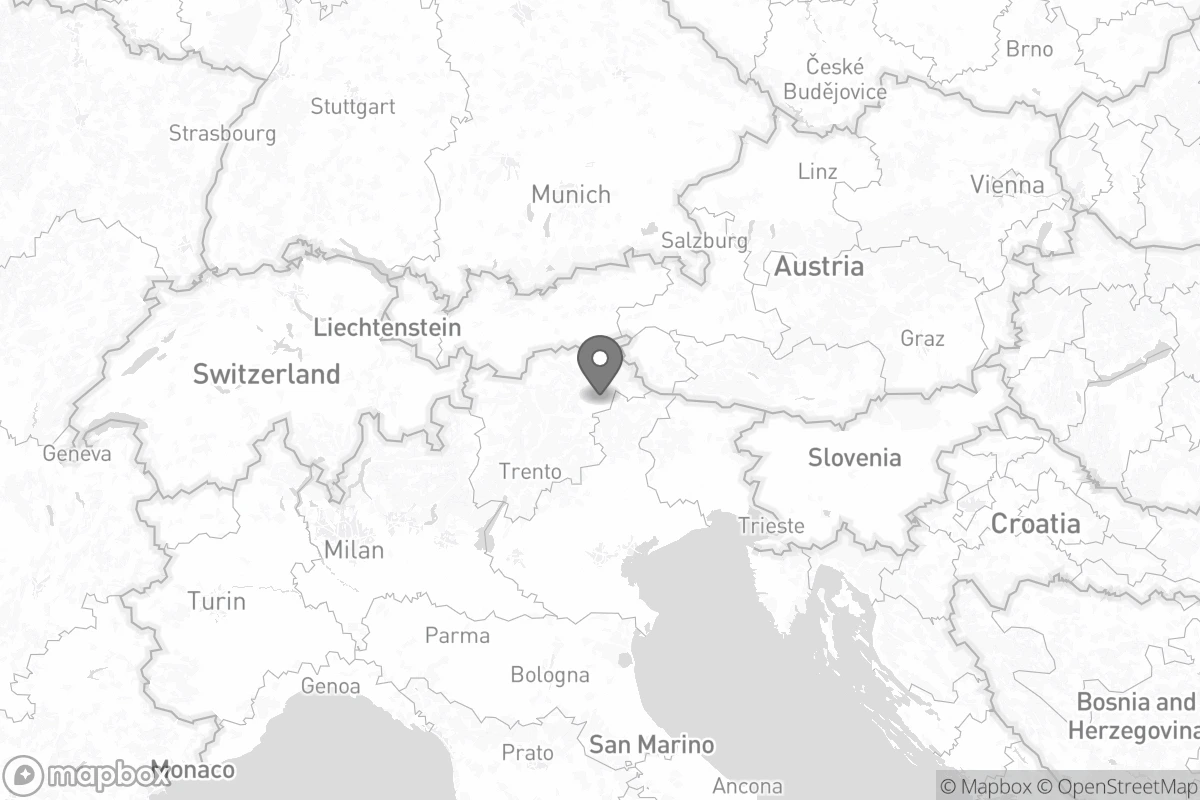 Brno
České
Budějovice
Stuttgart
Strasbourg
Linz
Vienna
Munich
Salzburg
Austria
Liechtenstein
Graz
Switzerland
Geneva
Slovenia
Trento
Croatia
Trieste
Milan
Turin
Parma
Bologna
Genoa
Bosnia and
Herzegovina
San Marino
Prato
Monaco
mapbox
Ancona
© Mapbox © OpenStreetMap